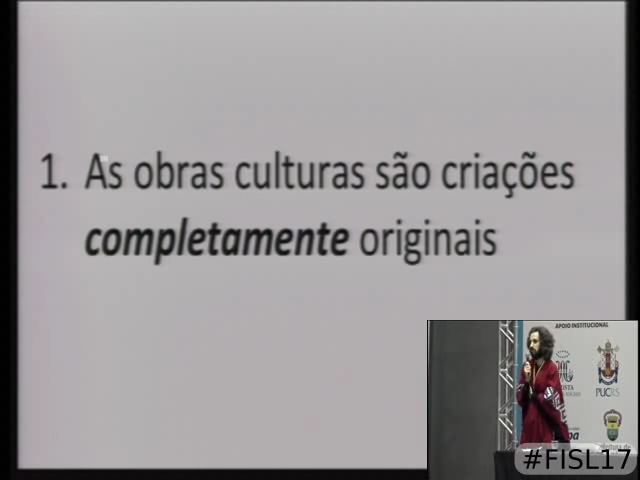 1. As obras culturas são criações
completamente originais
APOIO INSTITUCIONAL
PUCRS
#FISL17